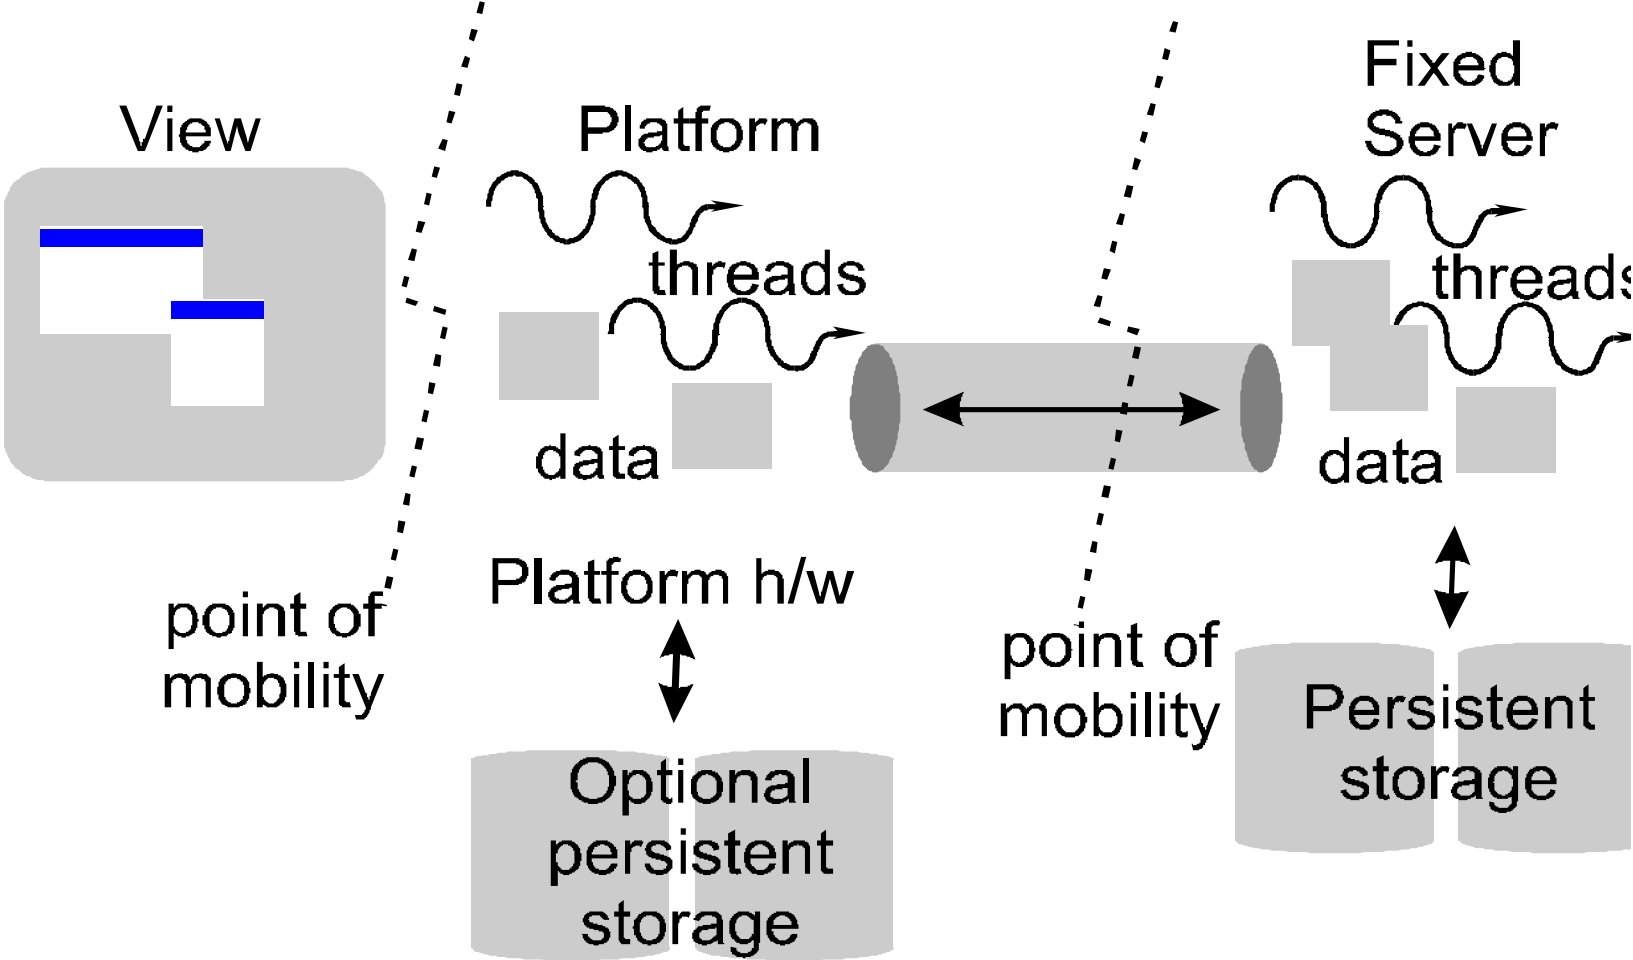 View
Platform
Fixed
Server
threads
threads
data
data
Platform h/w
point of
mobility
point of
mobility
Optional
persistent
storage
Persistent
storage